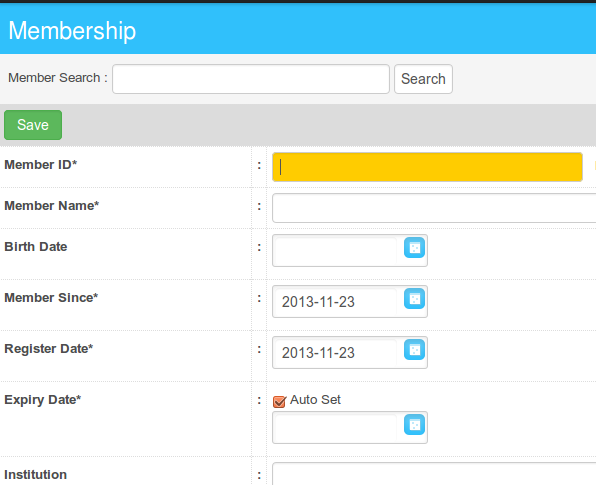 Membership
Member Search : Search
Save
Member ID* :
Member Name* :
Birth Date :
Member Since* : 2013-11-23
Register Date* : 2013-11-23
Expiry Date* : Auto Set
Institution :